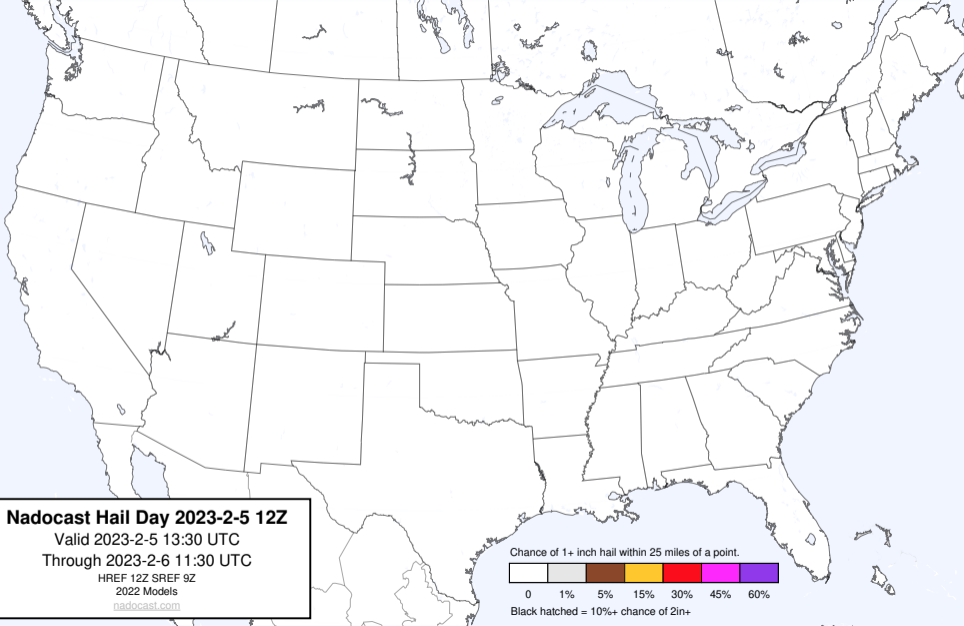 Nadocast Hail Day 2023-2-5 12Z
Valid 2023-2-5 13:30 UTC
Through 2023-2-6 11:30 UTC
HREF 12Z SREF 9Z
2022 Models
nadocast.com
Chance of 1+ inch hail within 25 miles of a point.
0 1% 5% 15% 30% 45% 60%
Black hatched = 10%+ chance of 2in+